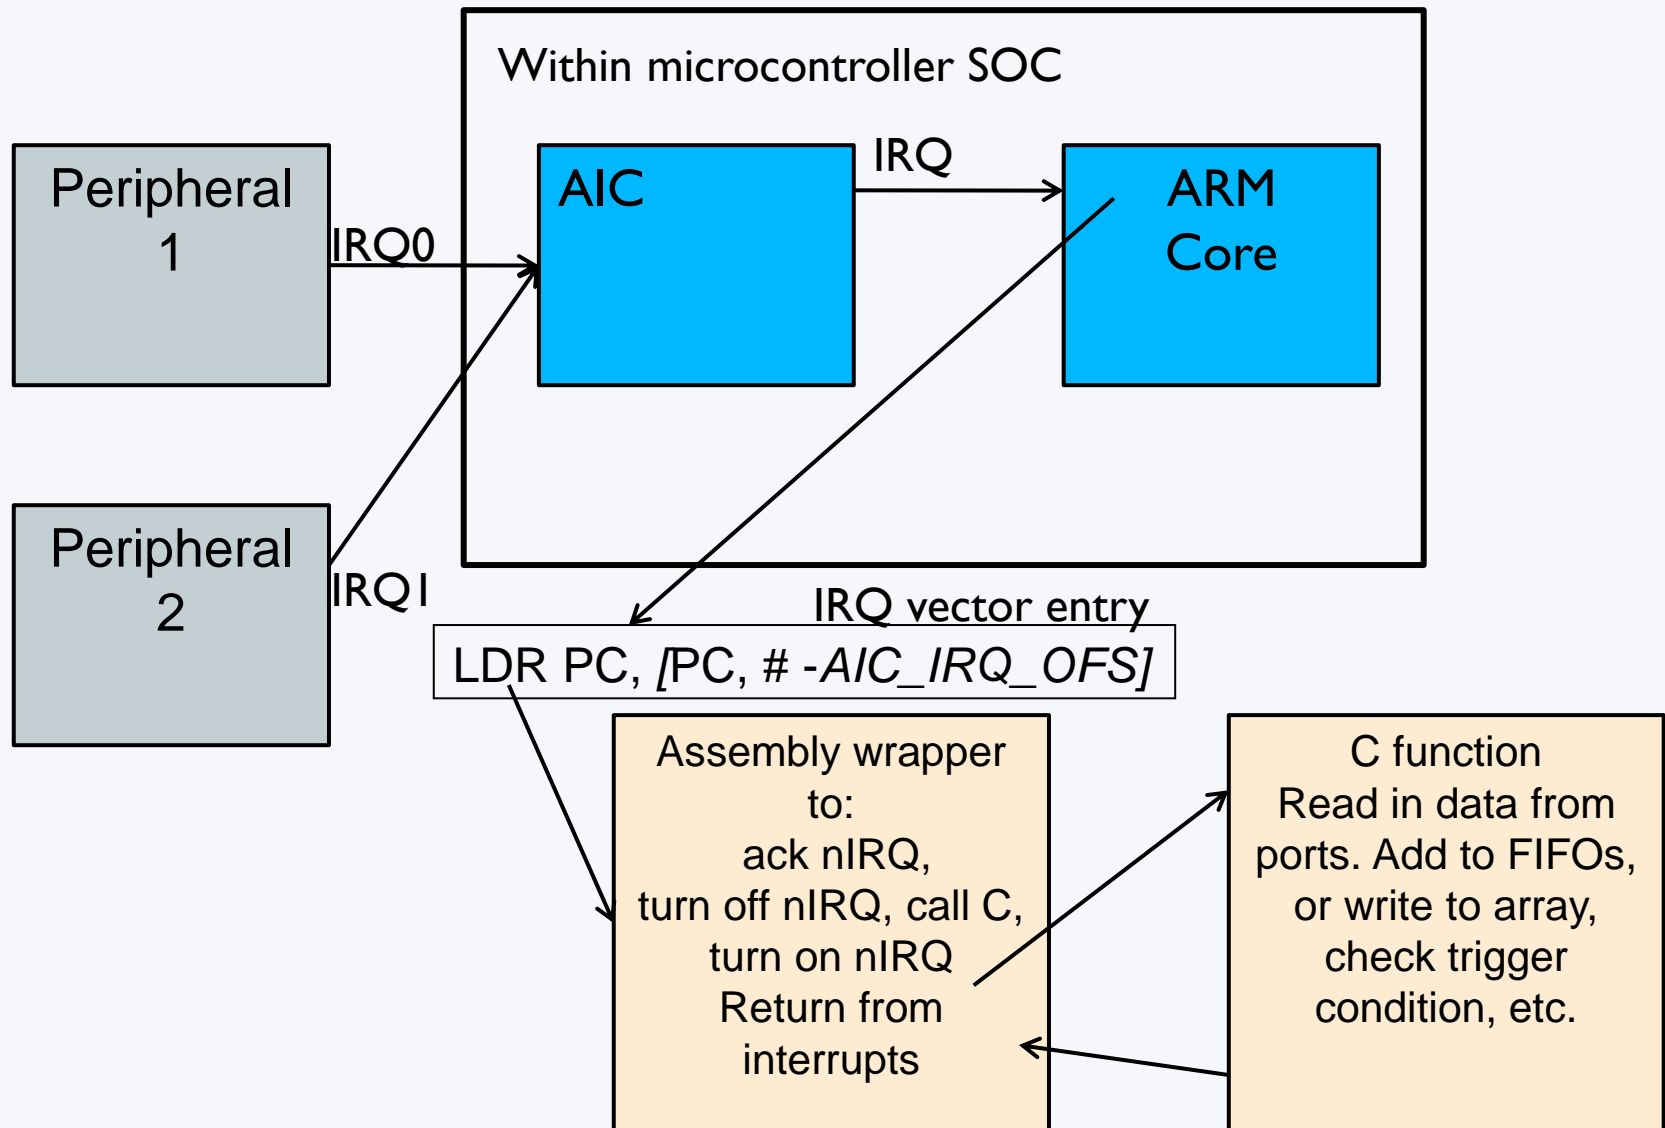 Within microcontroller SOC
Peripheral
1
IRQ0
AIC
IRQ
ARM
Core
Peripheral
2
IRQ1
IRQ vector entry
LDR PC, [PC, # -AIC_IRQ_OFS]
Assembly wrapper
to:
ack nIRQ,
turn off nIRQ, call C,
turn on nIRQ
Return from
interrupts
C function
Read in data from
ports. Add to FIFOs,
or write to array,
check trigger
condition, etc.